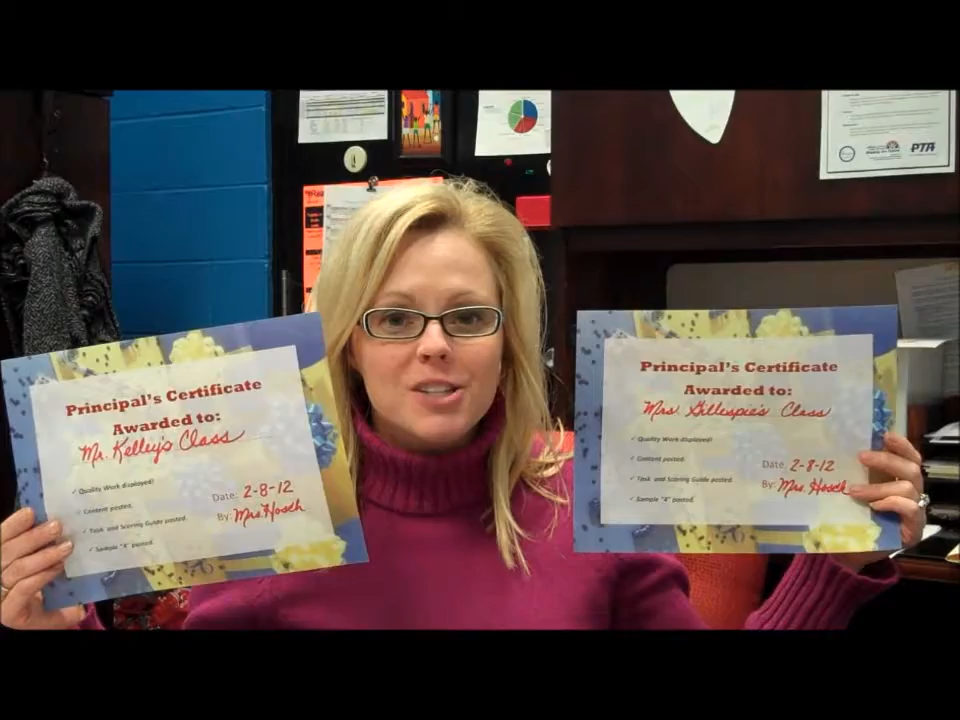 Principal's Certificate
Awarded to:
Mr. Kelley's Class
✓ Quality Work displayed!
✓ Content posted.
✓ Task and Scoring Guide posted.
✓ Sample "4" posted.
Date: 2-8-12
By: Mrs. Hosch
Principal's Certificate
Awarded to:
Mrs. Gillespie's Class
✓ Quality Work displayed!
✓ Content posted.
✓ Task and Scoring Guide posted.
✓ Sample "4" posted.
Date: 2-8-12
By: Mrs. Hosch
PTA